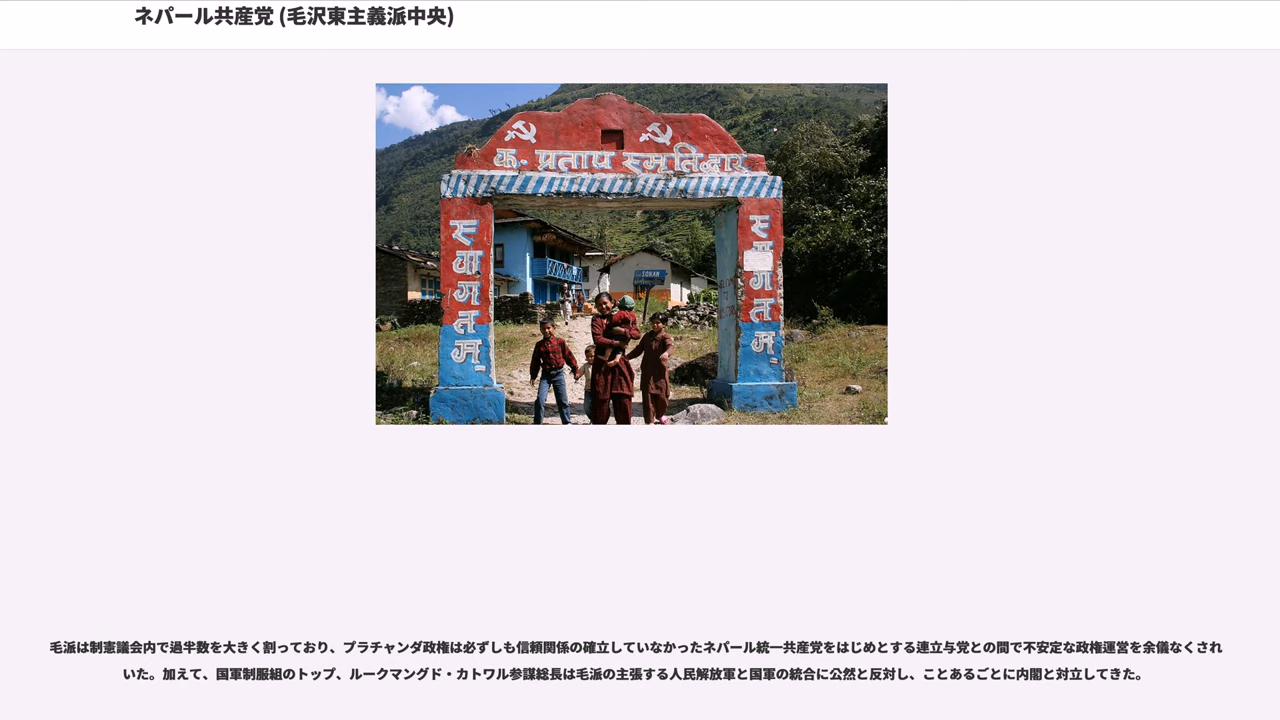 ネパール共産党 (毛沢東主義派中央)
क. प्रताप स्मृतिद्वार
स्वागतम्
SONAM
स्वागतम्
毛派は制憲議会内で過半数を大きく割っており、プラチャンダ政権は必ずしも信頼関係の確立していなかったネパール統一共産党をはじめとする連立与党との間で不安定な政権運営を余儀なくされ
いた。加えて、国軍制服組のトップ、ルークマングド・カトワル参謀総長は毛派の主張する人民解放軍と国軍の統合に公然と反対し、ことあるごとに内閣と対立してきた。